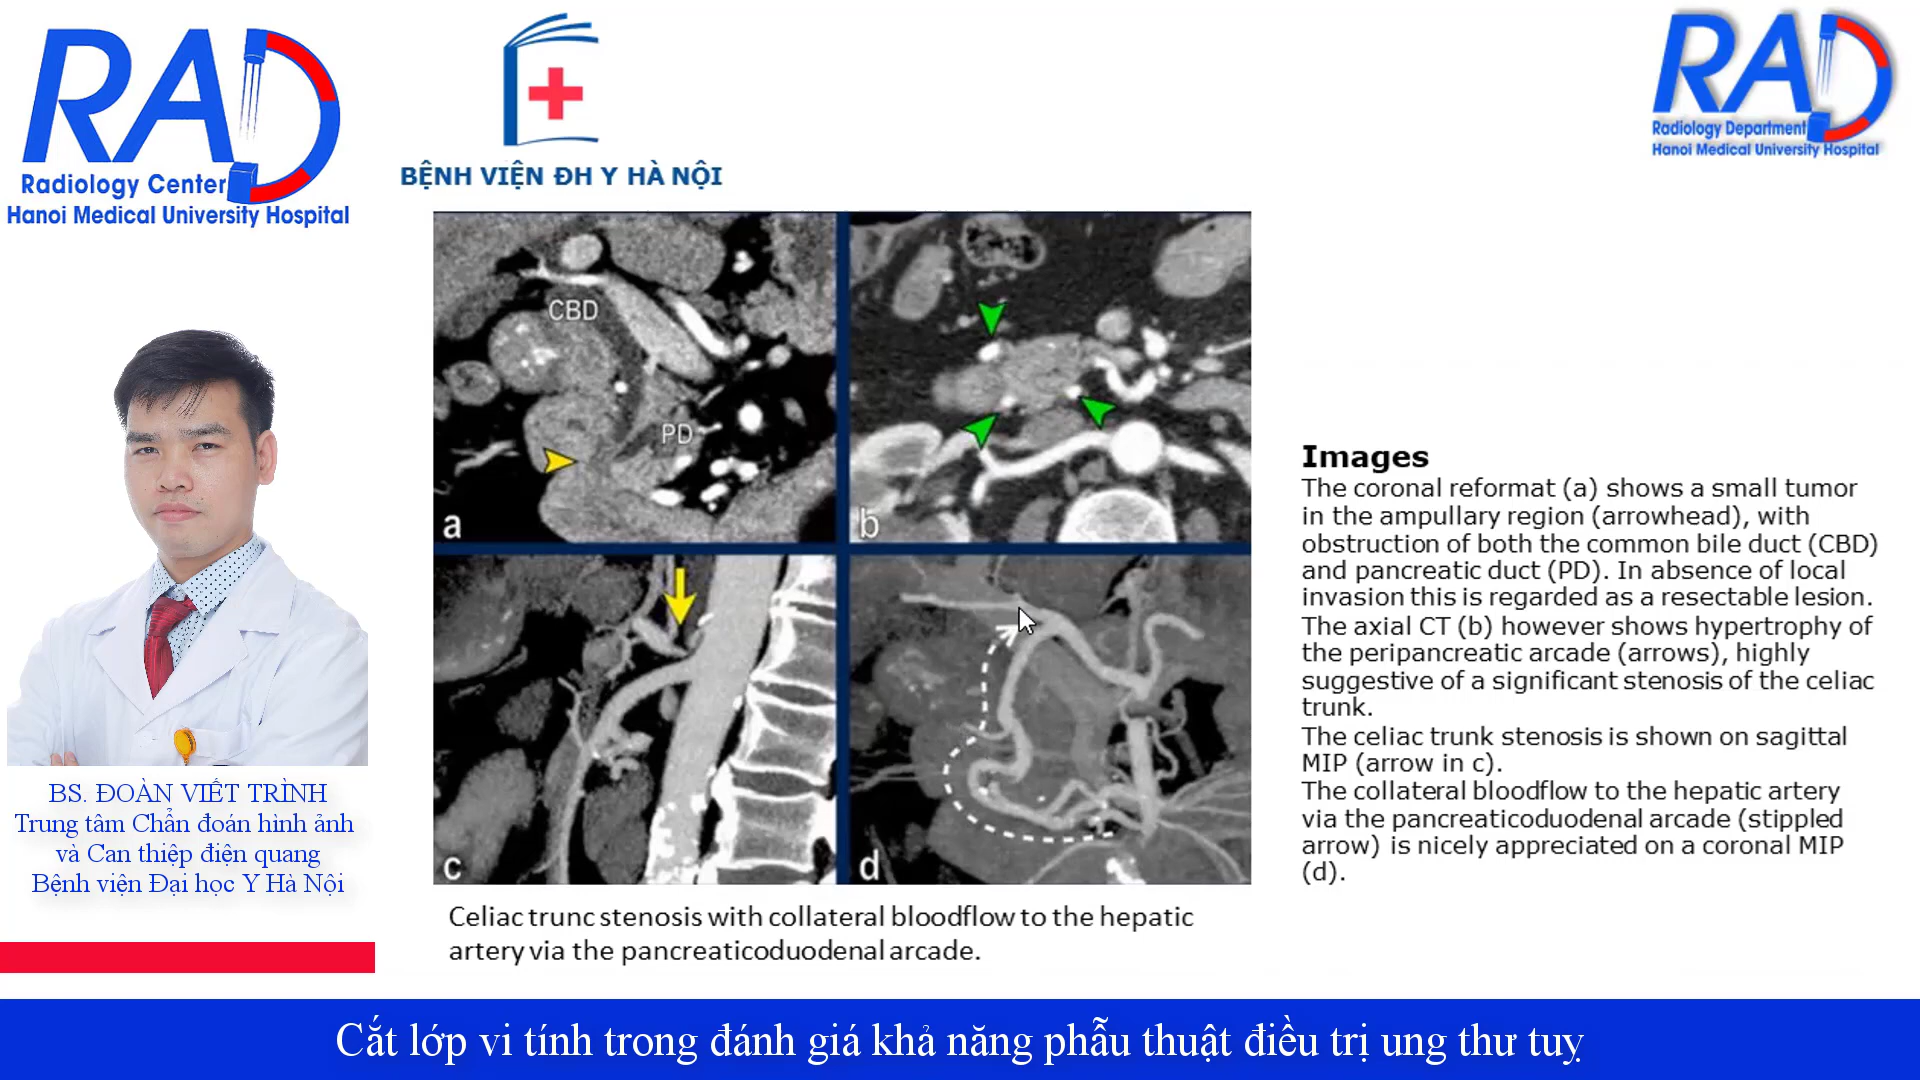 RAD
Radiology Center
Hanoi Medical University Hospital
BỆNH VIỆN ĐH Y HÀ NỘI
RAD
Radiology Department
Hanoi Medical University Hospital
CBD
PD
a
b
c
d
Images
The coronal reformat (a) shows a small tumor
in the ampullary region (arrowhead), with
obstruction of both the common bile duct (CBD)
and pancreatic duct (PD). In absence of local
invasion this is regarded as a resectable lesion.
The axial CT (b) however shows hypertrophy of
the peripancreatic arcade (arrows), highly
suggestive of a significant stenosis of the celiac
trunk.
The celiac trunk stenosis is shown on sagittal
MIP (arrow in c).
The collateral bloodflow to the hepatic artery
via the pancreaticoduodenal arcade (stippled
arrow) is nicely appreciated on a coronal MIP
(d).
Celiac trunc stenosis with collateral bloodflow to the hepatic
artery via the pancreaticoduodenal arcade.
BS. ĐOÀN VIẾT TRÌNH
Trung tâm Chẩn đoán hình ảnh
và Can thiệp điện quang
Bệnh viện Đại học Y Hà Nội
Cắt lớp vi tính trong đánh giá khả năng phẫu thuật điều trị ung thư tuỵ